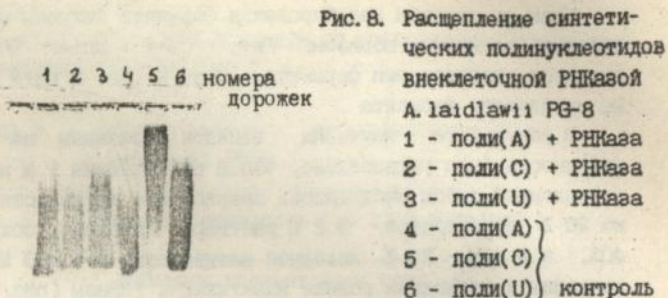 Рис. 8. Расщепление синтети-
ческих полинуклеотидов
внеклеточной РНКазой
A. laidlawii PG-8
1 - поли(A) + РНКаза
2 - поли(C) + РНКаза
3 - поли(U) + РНКаза
4 - поли(A)
5 - поли(C)
6 - поли(U) контроль
1 2 3 4 5 6 номера
дорожек